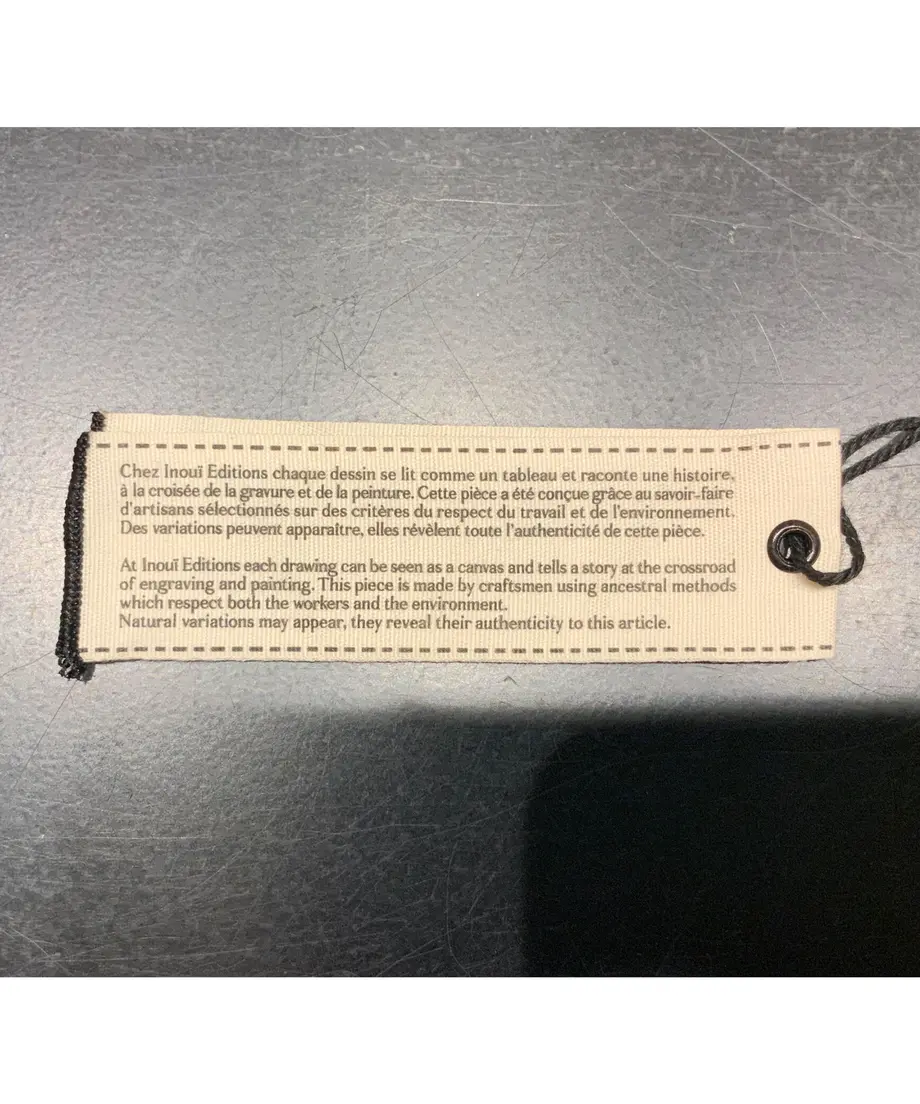 Chez Inouï Editions chaque dessin se lit comme un tableau et raconte une histoire,
à la croisée de la gravure et de la peinture. Cette pièce a été conçue grâce au savoir-faire
d'artisans sélectionnés sur des critères du respect du travail et de l'environnement.
Des variations peuvent apparaître, elles révèlent toute l'authenticité de cette pièce.
At Inouï Editions each drawing can be seen as a canvas and tells a story at the crossroad
of engraving and painting. This piece is made by craftsmen using ancestral methods
which respect both the workers and the environment.
Natural variations may appear, they reveal their authenticity to this article.